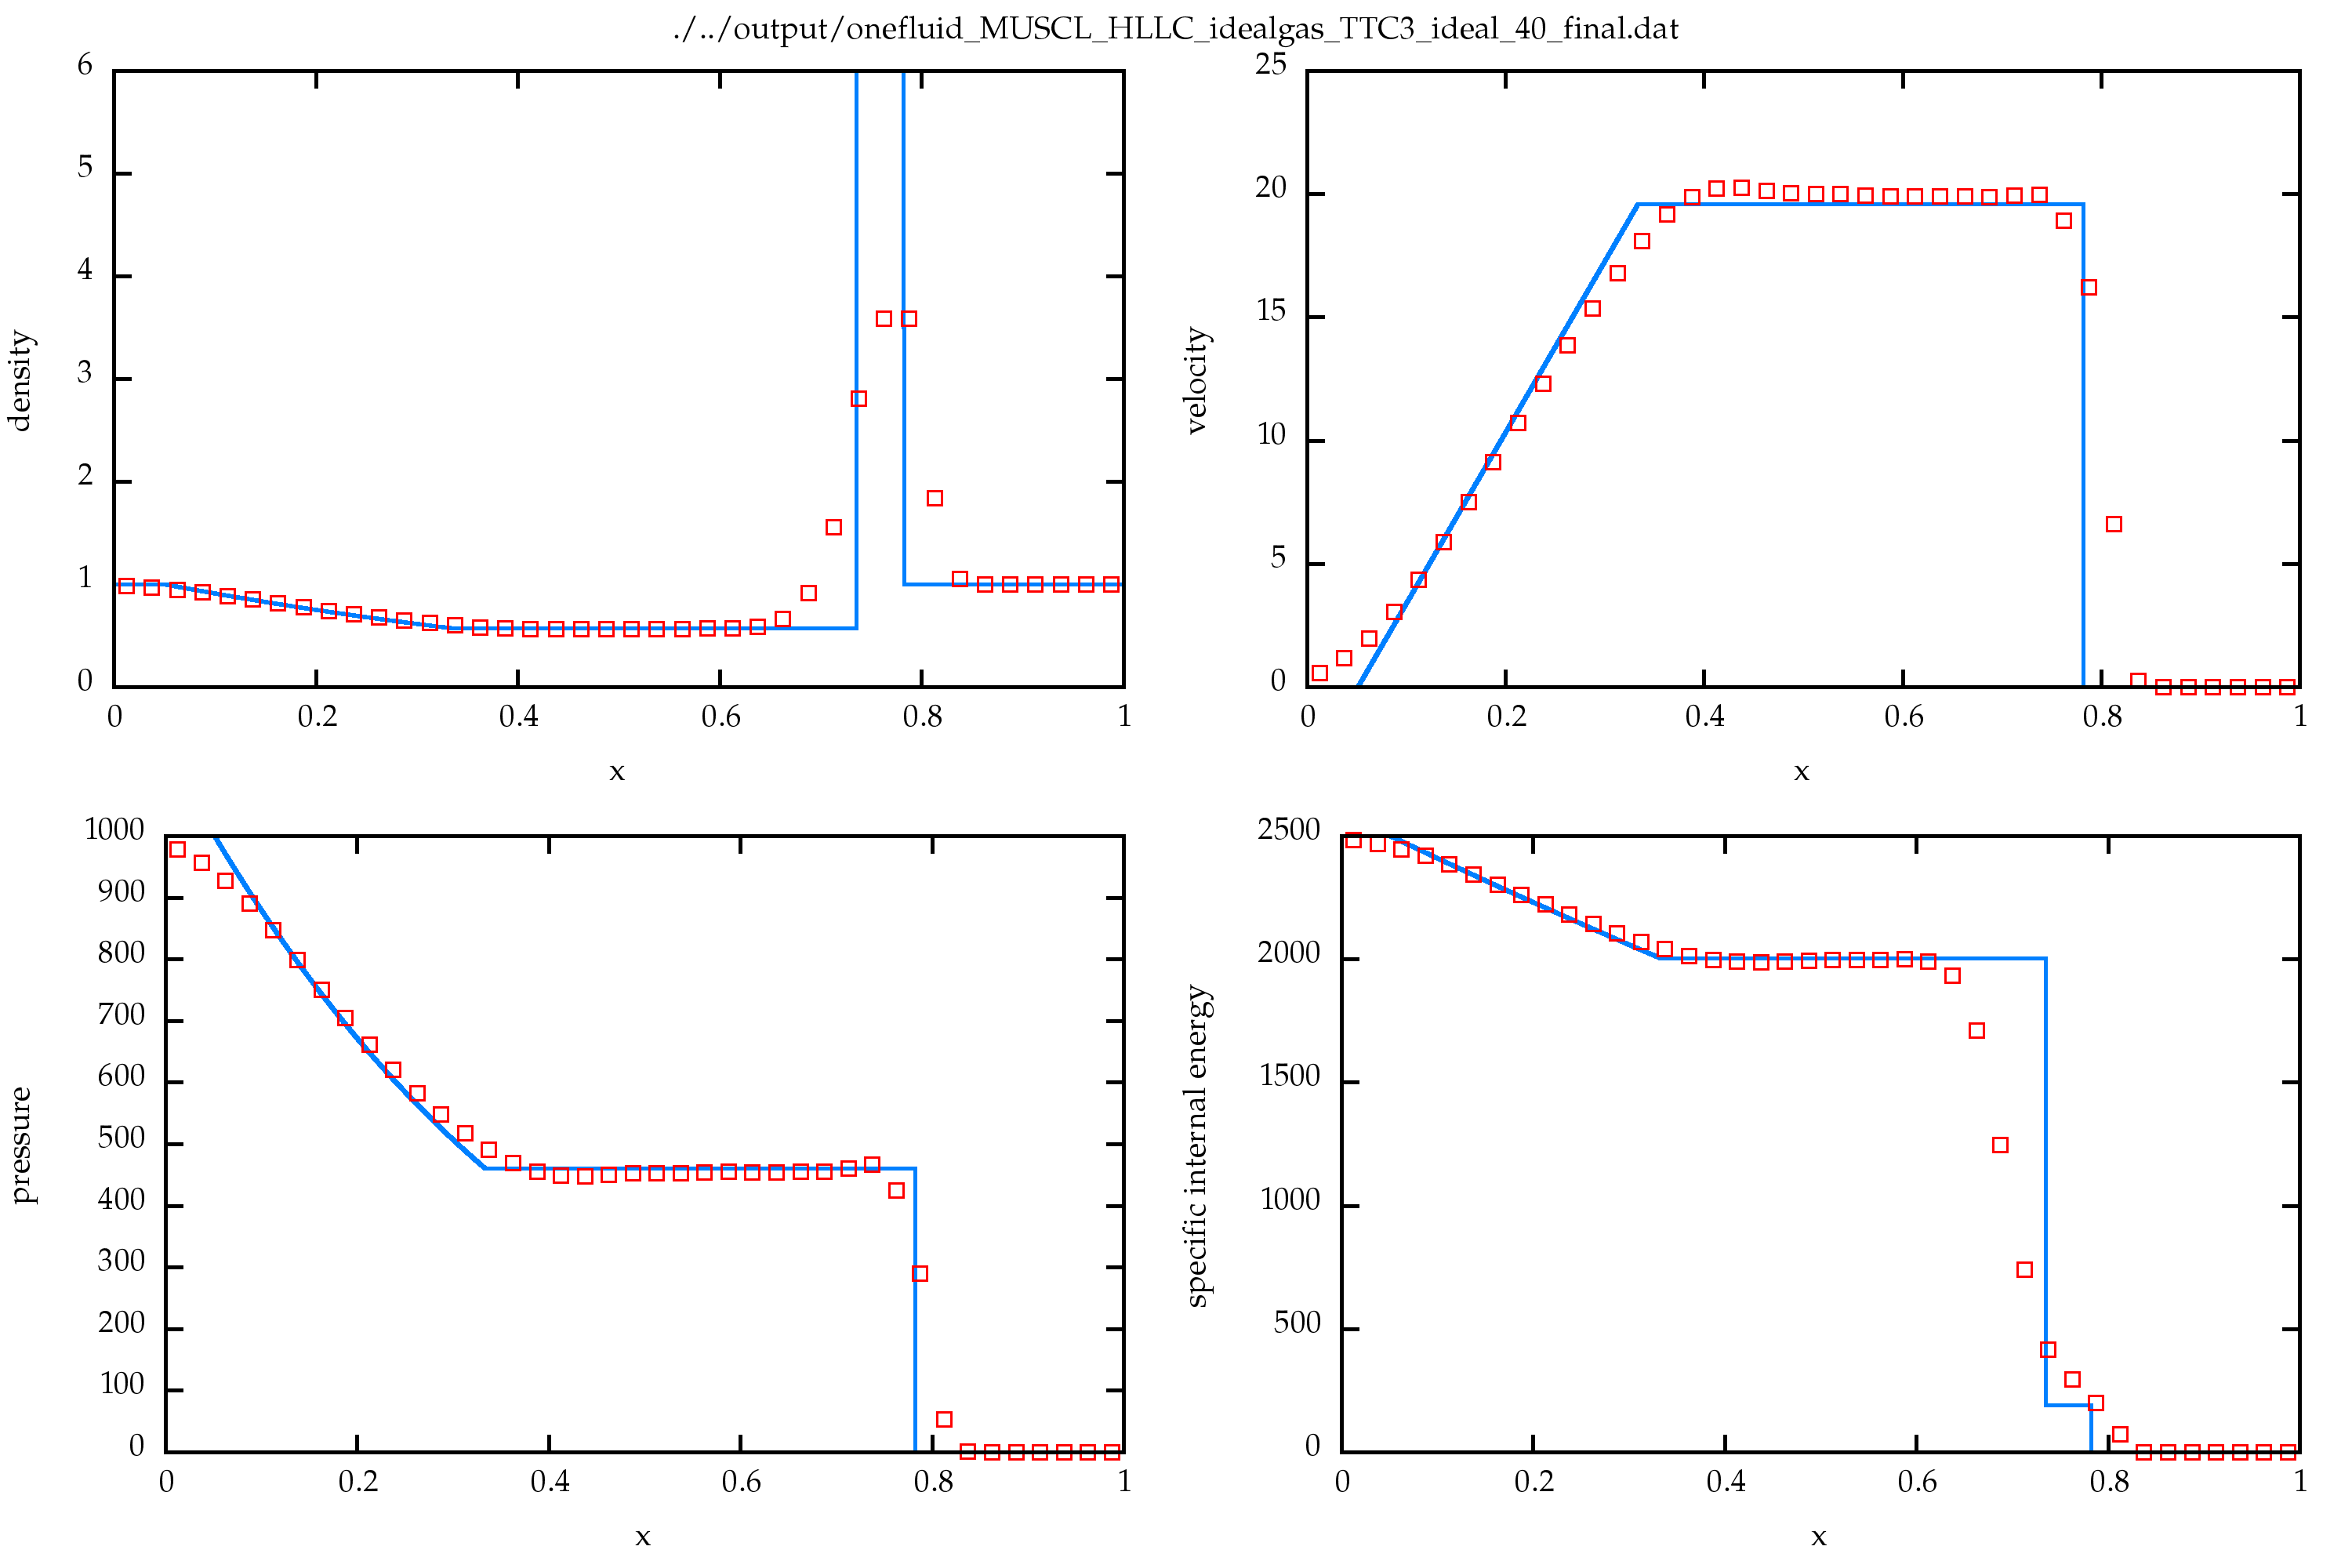 ./../output/onefluid_MUSCL_HLLC_idealgas_TTC3_ideal_40_final.dat
6
5
4
3
2
1
0
density
0 0.2 0.4 0.6 0.8 1
x
25
20
15
10
5
0
velocity
0 0.2 0.4 0.6 0.8 1
x
1000
900
800
700
600
500
400
300
200
100
0
pressure
0 0.2 0.4 0.6 0.8 1
x
2500
2000
1500
1000
500
0
specific internal energy
0 0.2 0.4 0.6 0.8 1
x